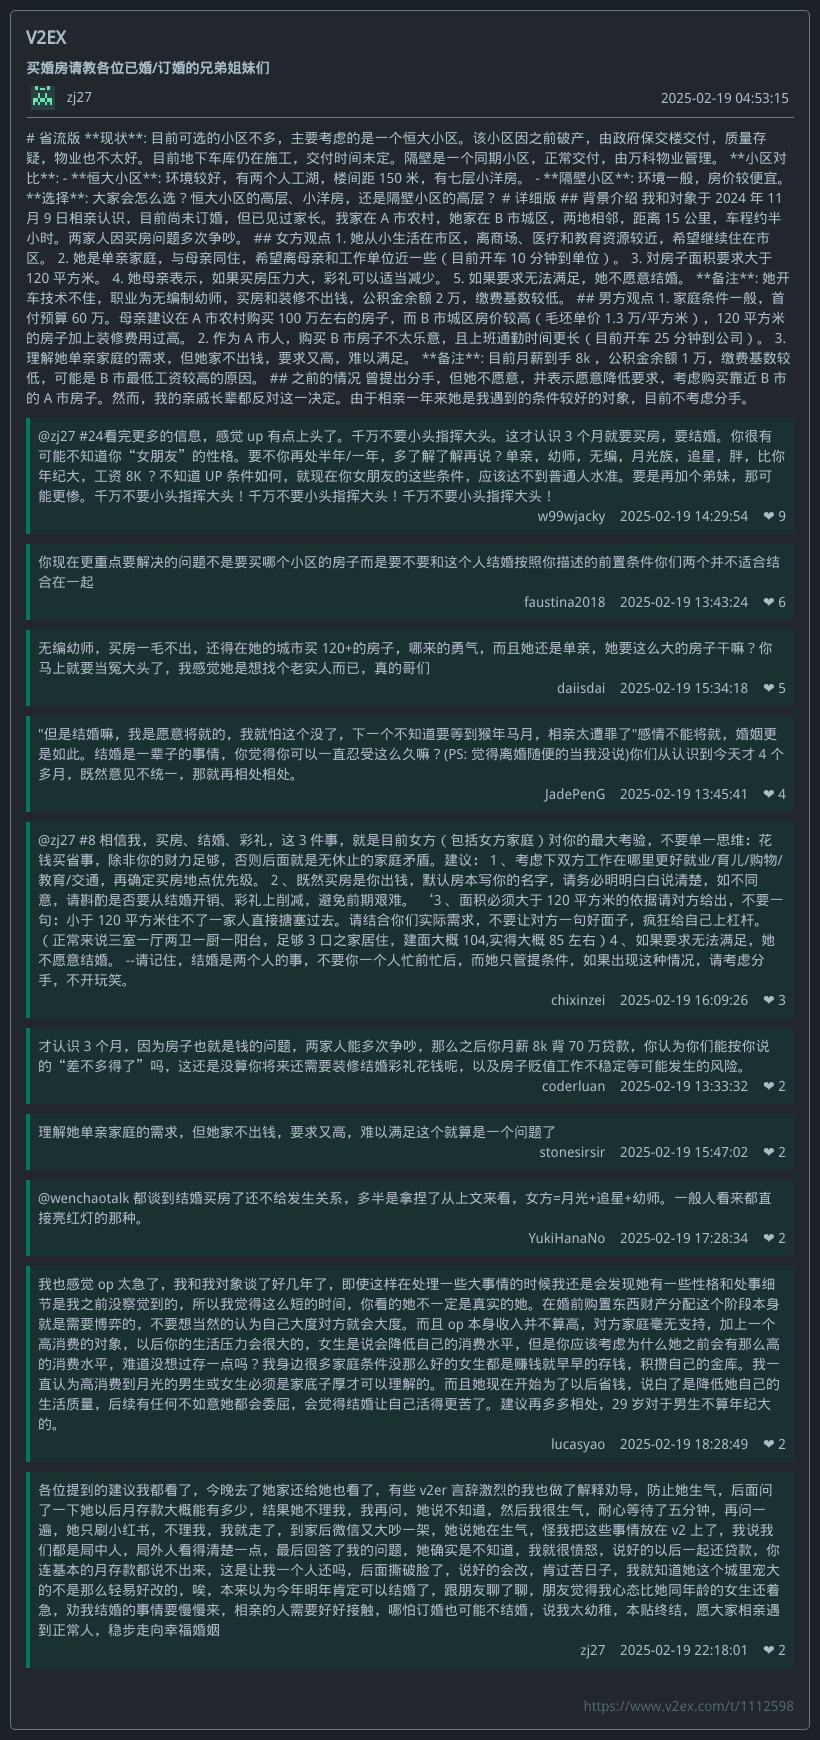 V2EX
买婚房请教各位已婚/订婚的兄弟姐妹们
zj27 2025-02-19 04:53:15
# 省流版 **现状**: 目前可选的小区不多，主要考虑的是一个恒大小区。该小区因之前破产，由政府保交楼交付，质量存
疑，物业也不太好。目前地下车库仍在施工，交付时间未定。隔壁是一个同期小区，正常交付，由万科物业管理。 **小区对
比**: - **恒大小区**: 环境较好，有两个人工湖，楼间距 150 米，有七层小洋房。 - **隔壁小区**: 环境一般，房价较便宜。
**选择**: 大家会怎么选？恒大小区的高层、小洋房，还是隔壁小区的高层？ # 详细版 ## 背景介绍 我和对象于 2024 年 11
月 9 日相亲认识，目前尚未订婚，但已见过家长。我家在 A 市农村，她家在 B 市城区，两地相邻，距离 15 公里，车程约半
小时。两家人因买房问题多次争吵。 ## 女方观点 1. 她从小生活在市区，离商场、医疗和教育资源较近，希望继续住在市
区。 2. 她是单亲家庭，与母亲同住，希望离母亲和工作单位近一些（目前开车 10 分钟到单位）。 3. 对房子面积要求大于
120 平方米。 4. 她母亲表示，如果买房压力大，彩礼可以适当减少。 5. 如果要求无法满足，她不愿意结婚。 **备注**: 她开
车技术不佳，职业为无编制幼师，买房和装修不出钱，公积金余额 2 万，缴费基数较低。 ## 男方观点 1. 家庭条件一般，首
付预算 60 万。母亲建议在 A 市农村购买 100 万左右的房子，而 B 市城区房价较高（毛坯单价 1.3 万/平方米），120 平方米
的房子加上装修费用过高。 2. 作为 A 市人，购买 B 市房子不太乐意，且上班通勤时间更长（目前开车 25 分钟到公司）。 3.
理解她单亲家庭的需求，但她家不出钱，要求又高，难以满足。 **备注**: 目前月薪到手 8k ，公积金余额 1 万，缴费基数较
低，可能是 B 市最低工资较高的原因。 ## 之前的情况 曾提出分手，但她不愿意，并表示愿意降低要求，考虑购买靠近 B 市
的 A 市房子。然而，我的亲戚长辈都反对这一决定。由于相亲一年来她是我遇到的条件较好的对象，目前不考虑分手。
@zj27 #24看完更多的信息，感觉 up 有点上头了。千万不要小头指挥大头。这才认识 3 个月就要买房，要结婚。你很有
可能不知道你“女朋友”的性格。要不你再处半年/一年，多了解了解再说？单亲，幼师，无编，月光族，追星，胖，比你
年纪大，工资 8K ？不知道 UP 条件如何，就现在你女朋友的这些条件，应该达不到普通人水准。要是再加个弟妹，那可
能更惨。千万不要小头指挥大头！千万不要小头指挥大头！千万不要小头指挥大头！
w99wjacky 2025-02-19 14:29:54 ❤ 9
你现在更重点要解决的问题不是要买哪个小区的房子而是要不要和这个人结婚按照你描述的前置条件你们两个并不适合结
合在一起
faustina2018 2025-02-19 13:43:24 ❤ 6
无编幼师，买房一毛不出，还得在她的城市买 120+的房子，哪来的勇气，而且她还是单亲，她要这么大的房子干嘛？你
马上就要当冤大头了，我感觉她是想找个老实人而已，真的哥们
daiisdai 2025-02-19 15:34:18 ❤ 5
"但是结婚嘛，我是愿意将就的，我就怕这个没了，下一个不知道要等到猴年马月，相亲太遭罪了"感情不能将就，婚姻更
是如此。结婚是一辈子的事情，你觉得你可以一直忍受这么久嘛？(PS: 觉得离婚随便的当我没说)你们从认识到今天才 4 个
多月，既然意见不统一，那就再相处相处。
JadePenG 2025-02-19 13:45:41 ❤ 4
@zj27 #8 相信我，买房、结婚、彩礼，这 3 件事，就是目前女方（包括女方家庭）对你的最大考验，不要单一思维：花
钱买省事，除非你的财力足够，否则后面就是无休止的家庭矛盾。建议： 1 、考虑下双方工作在哪里更好就业/育儿/购物/
教育/交通，再确定买房地点优先级。 2 、既然买房是你出钱，默认房本写你的名字，请务必明明白白说清楚，如不同
意，请斟酌是否要从结婚开销、彩礼上削减，避免前期艰难。 ‘3 、面积必须大于 120 平方米的依据请对方给出，不要一
句：小于 120 平方米住不了一家人直接搪塞过去。请结合你们实际需求，不要让对方一句好面子，疯狂给自己上杠杆。
（正常来说三室一厅两卫一厨一阳台，足够 3 口之家居住，建面大概 104,实得大概 85 左右）4 、如果要求无法满足，她
不愿意结婚。 --请记住，结婚是两个人的事，不要你一个人忙前忙后，而她只管提条件，如果出现这种情况，请考虑分
手，不开玩笑。
chixinzei 2025-02-19 16:09:26 ❤ 3
才认识 3 个月，因为房子也就是钱的问题，两家人能多次争吵，那么之后你月薪 8k 背 70 万贷款，你认为你们能按你说
的“差不多得了”吗，这还是没算你将来还需要装修结婚彩礼花钱呢，以及房子贬值工作不稳定等可能发生的风险。
coderluan 2025-02-19 13:33:32 ❤ 2
理解她单亲家庭的需求，但她家不出钱，要求又高，难以满足这个就算是一个问题了
stonesirsir 2025-02-19 15:47:02 ❤ 2
@wenchaotalk 都谈到结婚买房了还不给发生关系，多半是拿捏了从上文来看，女方=月光+追星+幼师。一般人看来都直
接亮红灯的那种。
YukiHanaNo 2025-02-19 17:28:34 ❤ 2
我也感觉 op 太急了，我和我对象谈了好几年了，即使这样在处理一些大事情的时候我还是会发现她有一些性格和处事细
节是我之前没察觉到的，所以我觉得这么短的时间，你看的她不一定是真实的她。在婚前购置东西财产分配这个阶段本身
就是需要博弈的，不要想当然的认为自己大度对方就会大度。而且 op 本身收入并不算高，对方家庭毫无支持，加上一个
高消费的对象，以后你的生活压力会很大的，女生是说会降低自己的消费水平，但是你应该考虑为什么她之前会有那么高
的消费水平，难道没想过存一点吗？我身边很多家庭条件没那么好的女生都是赚钱就早早的存钱，积攒自己的金库。我一
直认为高消费到月光的男生或女生必须是家底子厚才可以理解的。而且她现在开始为了以后省钱，说白了是降低她自己的
生活质量，后续有任何不如意她都会委屈，会觉得结婚让自己活得更苦了。建议再多多相处，29 岁对于男生不算年纪大
的。
lucasyao 2025-02-19 18:28:49 ❤ 2
各位提到的建议我都看了，今晚去了她家还给她也看了，有些 v2er 言辞激烈的我也做了解释劝导，防止她生气，后面问
了一下她以后月存款大概能有多少，结果她不理我，我再问，她说不知道，然后我很生气，耐心等待了五分钟，再问一
遍，她只刷小红书，不理我，我就走了，到家后微信又大吵一架，她说她在生气，怪我把这些事情放在 v2 上了，我说我
们都是局中人，局外人看得清楚一点，最后回答了我的问题，她确实是不知道，我就很愤怒，说好的以后一起还贷款，你
连基本的月存款都说不出来，这是让我一个人还吗，后面撕破脸了，说好的会改，肯过苦日子，我就知道她这个城里宠大
的不是那么轻易好改的，唉，本来以为今年明年肯定可以结婚了，跟朋友聊了聊，朋友觉得我心态比她同年龄的女生还着
急，劝我结婚的事情要慢慢来，相亲的人需要好好接触，哪怕订婚也可能不结婚，说我太幼稚，本贴终结，愿大家相亲遇
到正常人，稳步走向幸福婚姻
zj27 2025-02-19 22:18:01 ❤ 2
https://www.v2ex.com/t/1112598